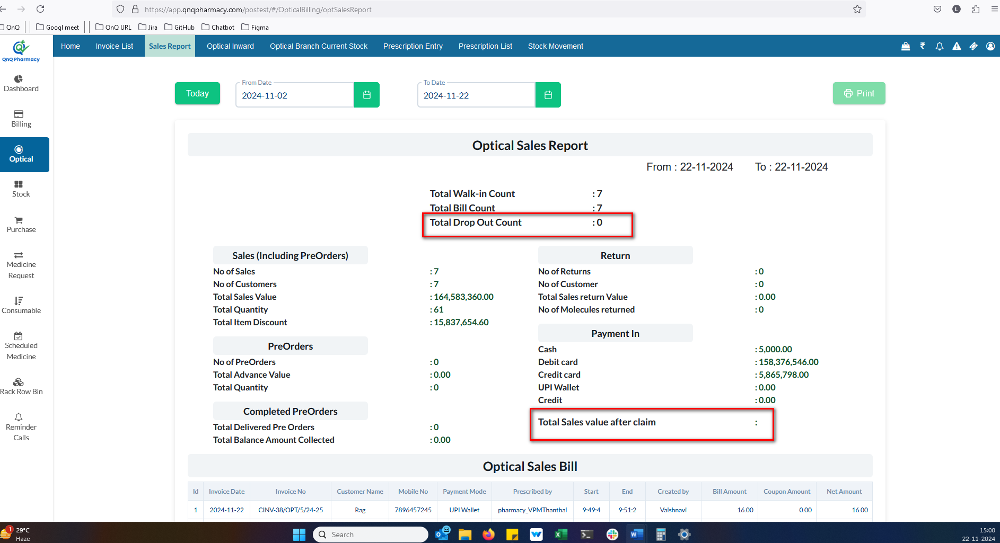 https://app.qnqpharmacy.com/postest/#/OpticalBilling/optSalesReport
L
QnQ
Googl meet
QnQ URL
Jira
GitHub
Chatbot
Figma
QnQ Pharmacy
Home
Invoice List
Sales Report
Optical Inward
Optical Branch Current Stock
Prescription Entry
Prescription List
Stock Movement
Dashboard
Billing
Optical
Stock
Purchase
Medicine
Request
Consumable
Scheduled
Medicine
Rack Row Bin
Reminder
Calls
Today
From Date
2024-11-02
To Date
2024-11-22
Print
Optical Sales Report
From : 22-11-2024 To : 22-11-2024
Total Walk-in Count : 7
Total Bill Count : 7
Total Drop Out Count : 0
Sales (Including PreOrders)
No of Sales : 7
No of Customers : 7
Total Sales Value : 164,583,360.00
Total Quantity : 61
Total Item Discount : 15,837,654.60
PreOrders
No of PreOrders : 0
Total Advance Value : 0.00
Total Quantity : 0
Completed PreOrders
Total Delivered Pre Orders : 0
Total Balance Amount Collected : 0.00
Return
No of Returns : 0
No of Customer : 0
Total Sales return Value : 0.00
No of Molecules returned : 0
Payment In
Cash : 5,000.00
Debit card : 158,376,546.00
Credit card : 5,865,798.00
UPI Wallet : 0.00
Credit : 0.00
Total Sales value after claim :
Optical Sales Bill
Id Invoice Date Invoice No Customer Name Mobile No Payment Mode Prescribed by Start End Created by Bill Amount Coupon Amount Net Amount
1 2024-11-22 CINV-38/OPT/5/24-25 Rag 7896457245 UPI Wallet pharmacy_VPMThanthai 9:49:4 9:51:2 Vaishnavi 16.00 0.00 16.00
1
29°C
Haze
Search
15:00
22-11-2024